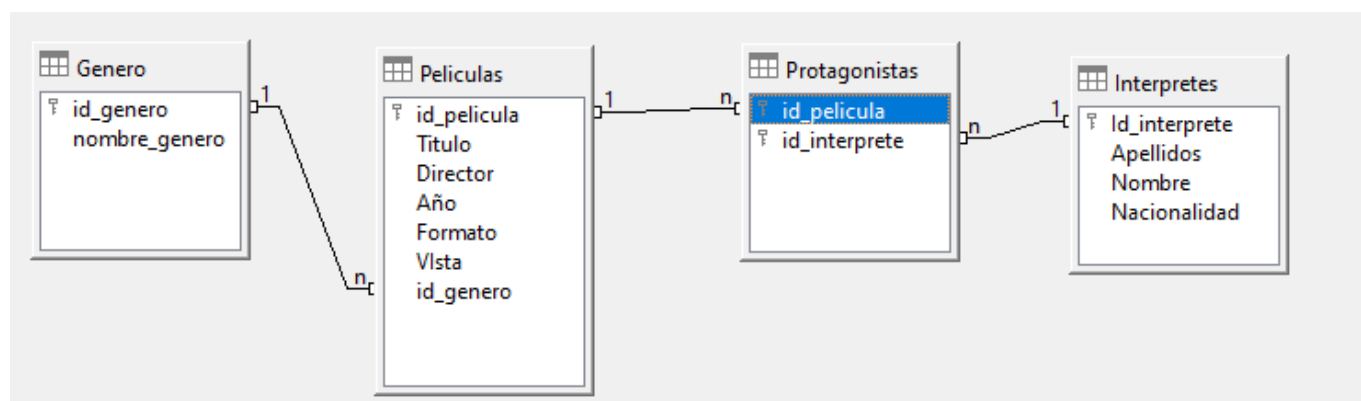 Genero
id_genero
nombre_genero
1
n
Peliculas
id_pelicula
Titulo
Director
Año
Formato
VIsta
id_genero
1
n
Protagonistas
id_pelicula
id_interprete
n
1
Interpretes
Id_interprete
Apellidos
Nombre
Nacionalidad